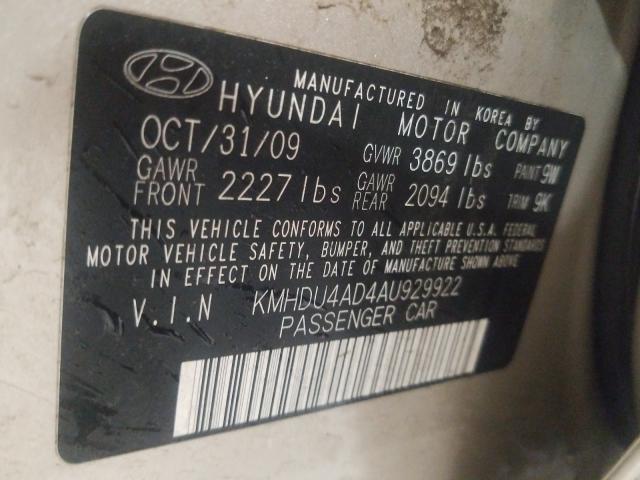 MANUFACTURED IN KOREA BY
HYUNDAI MOTOR COMPANY
OCT/31/09 GVWR 3869 lbs PAINT 9W
GAWR FRONT 2227 lbs GAWR REAR 2094 lbs TRIM 9K
THIS VEHICLE CONFORMS TO ALL APPLICABLE U.S.A. FEDERAL
MOTOR VEHICLE SAFETY, BUMPER, AND THEFT PREVENTION STANDARDS
IN EFFECT ON THE DATE OF MANUFACTURE SHOWN ABOVE
V.I.N KMHDU4AD4AU929922
PASSENGER CAR